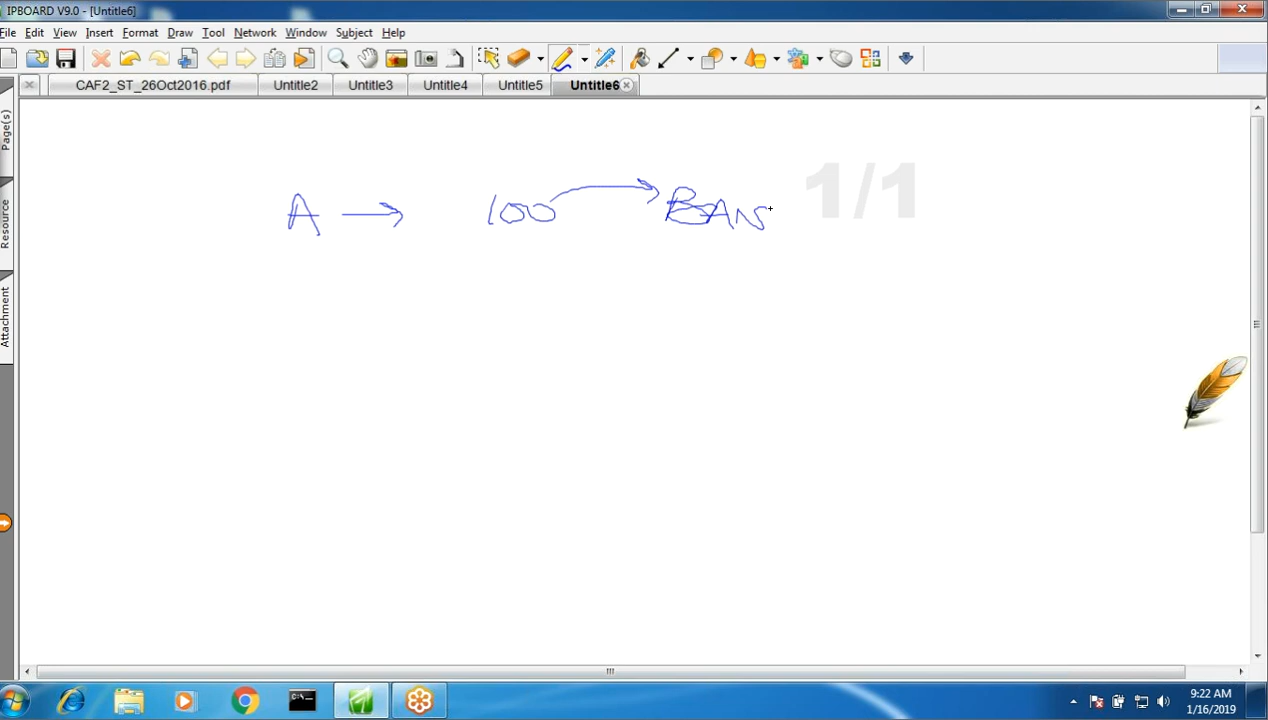 IPBOARD V9.0 - [Untitle6]
File Edit View Insert Format Draw Tool Network Window Subject Help
CAF2_ST_26Oct2016.pdf Untitle2 Untitle3 Untitle4 Untitle5 Untitle6
Page(s)
Resource
Attachment
A → 100 BANS
1/1
9:22 AM
1/16/2019